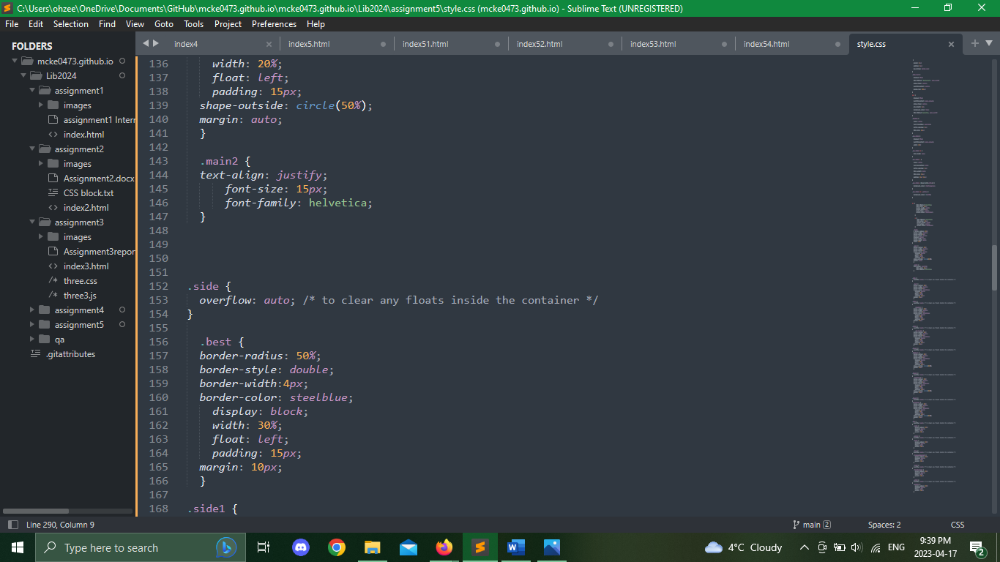 C:\Users\ohzee\OneDrive\Documents\GitHub\mcke0473.github.io\mcke0473.github.io\Lib2024\assignment5\style.css (mcke0473.github.io) - Sublime Text (UNREGISTERED)
File Edit Selection Find View Goto Tools Project Preferences Help
FOLDERS
mcke0473.github.io
Lib2024
assignment1
images
assignment1 Interr
index.html
assignment2
images
Assignment2.docx
CSS block.txt
index2.html
assignment3
images
Assignment3repor
index3.html
three.css
three3.js
assignment4
assignment5
qa
.gitattributes
index4 index5.html index51.html index52.html index53.html index54.html style.css
136 width: 20%;
137 float: left;
138 padding: 15px;
139 shape-outside: circle(50%);
140 margin: auto;
141 }
142
143 .main2 {
144 text-align: justify;
145 font-size: 15px;
146 font-family: helvetica;
147 }
148
149
150
151
152 .side {
153 overflow: auto; /* to clear any floats inside the container */
154 }
155
156 .best {
157 border-radius: 50%;
158 border-style: double;
159 border-width:4px;
160 border-color: steelblue;
161 display: block;
162 width: 30%;
163 float: left;
164 padding: 15px;
165 margin: 10px;
166 }
167
168 .side1 {
Line 290, Column 9 main 2 Spaces: 2 CSS
Type here to search 4°C Cloudy ENG 9:39 PM
2023-04-17 2